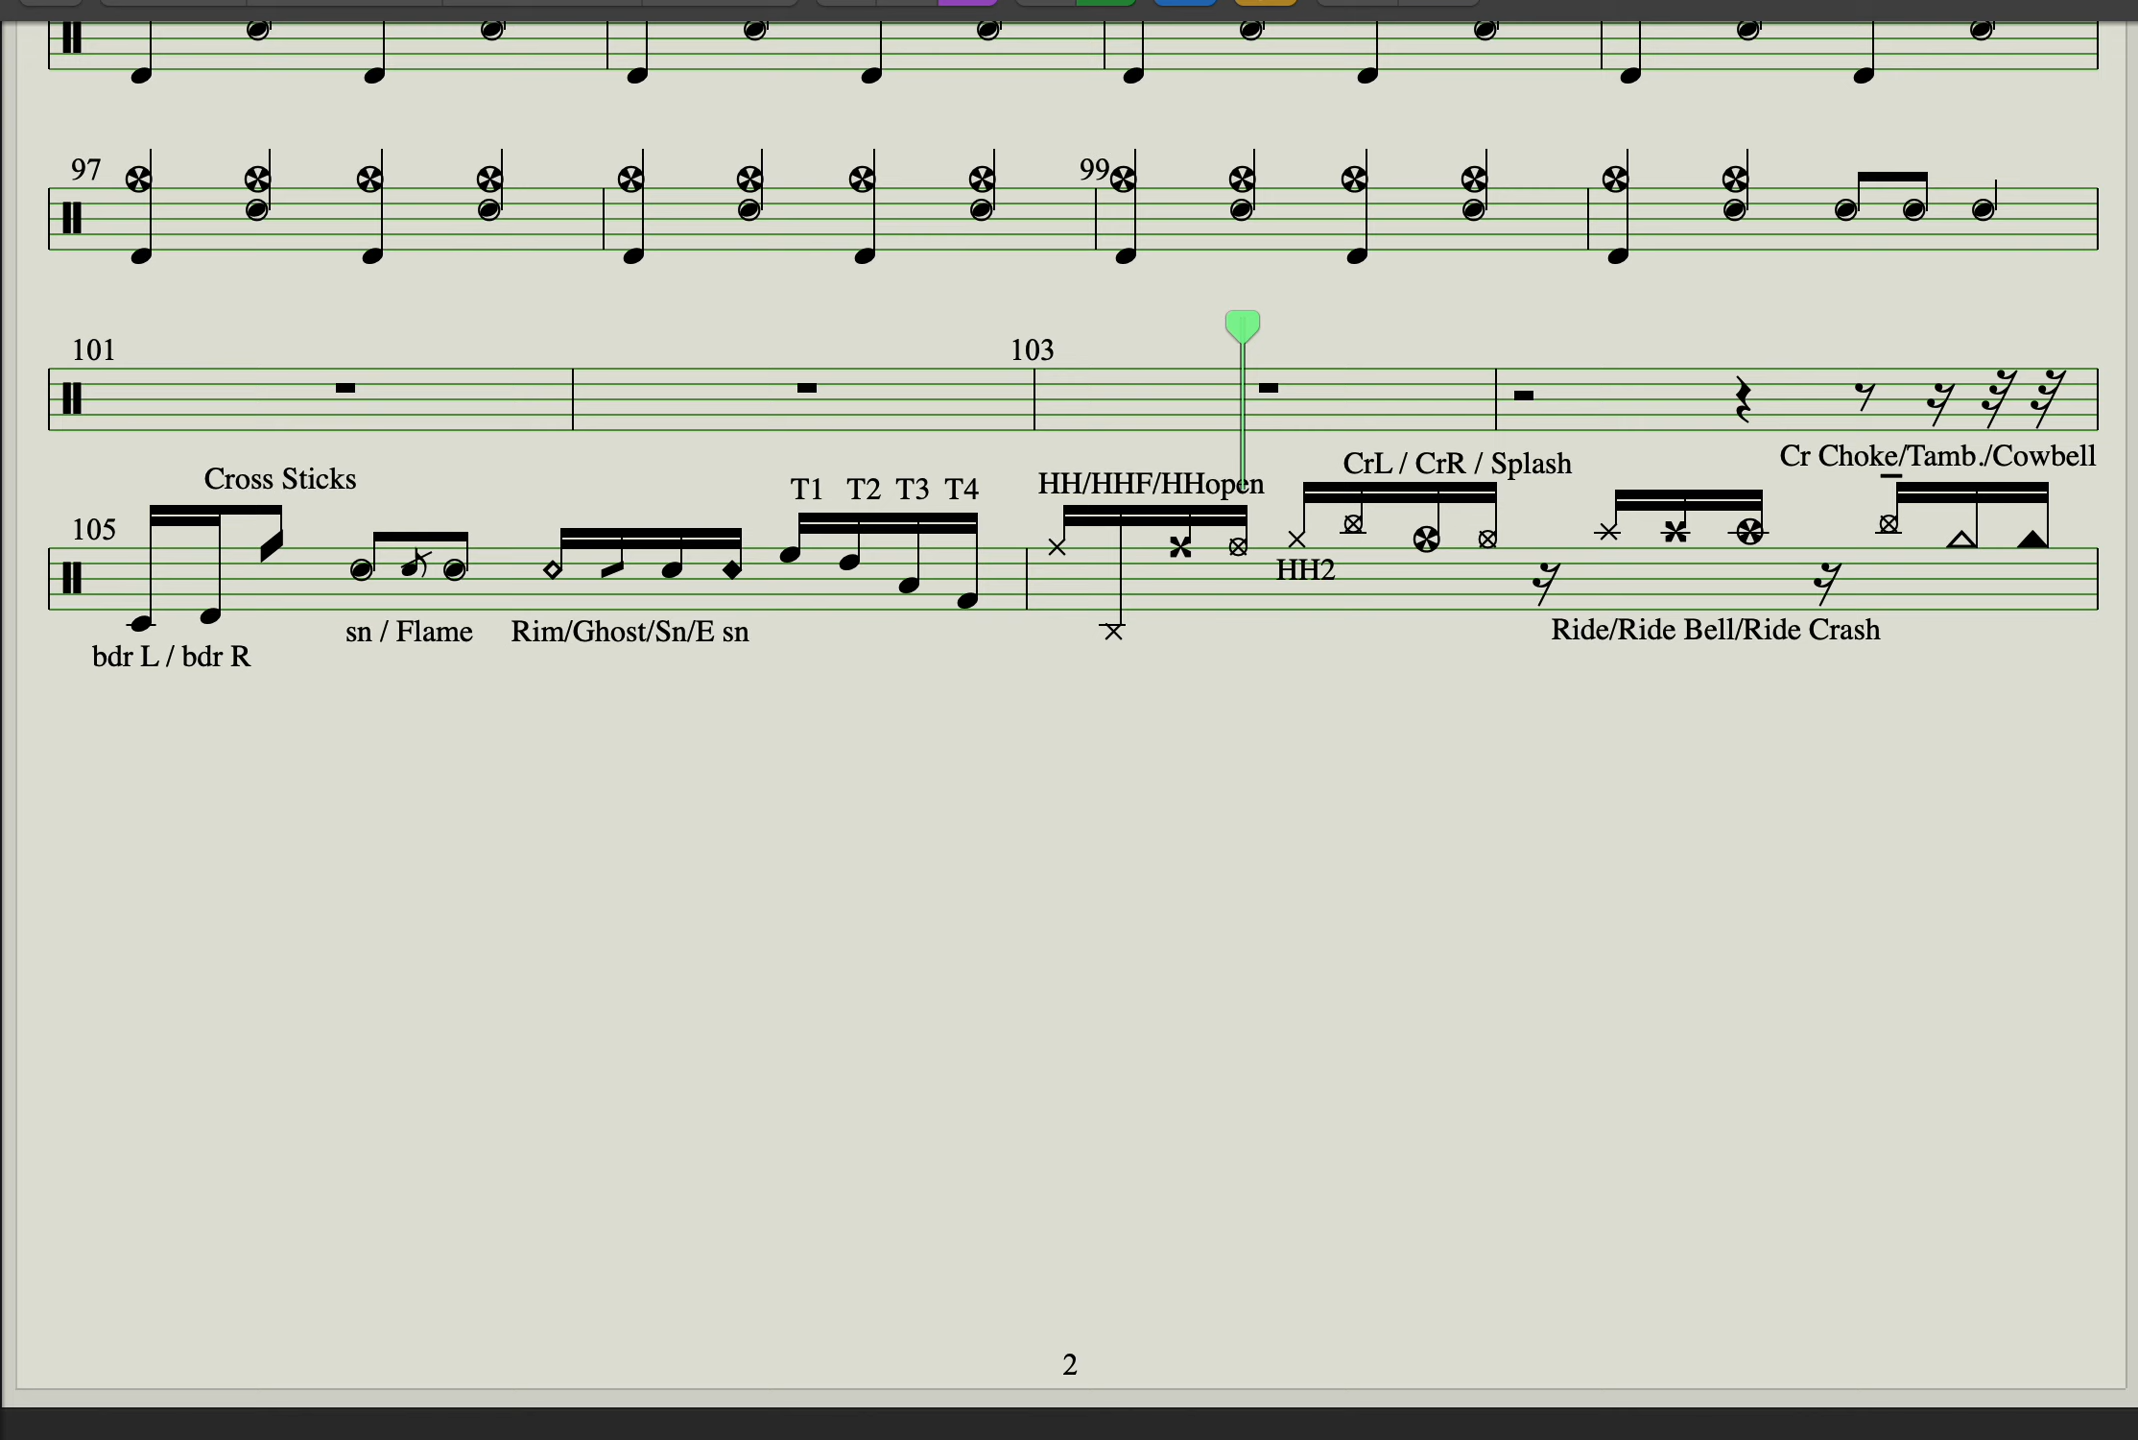 97
99
101
103
CrL / CrR / Splash
Cr Choke/Tamb./Cowbell
Cross Sticks
T1 T2 T3 T4
HH/HHF/HHopen
105
HH2
sn / Flame
Rim/Ghost/Sn/E sn
Ride/Ride Bell/Ride Crash
bdr L / bdr R
2